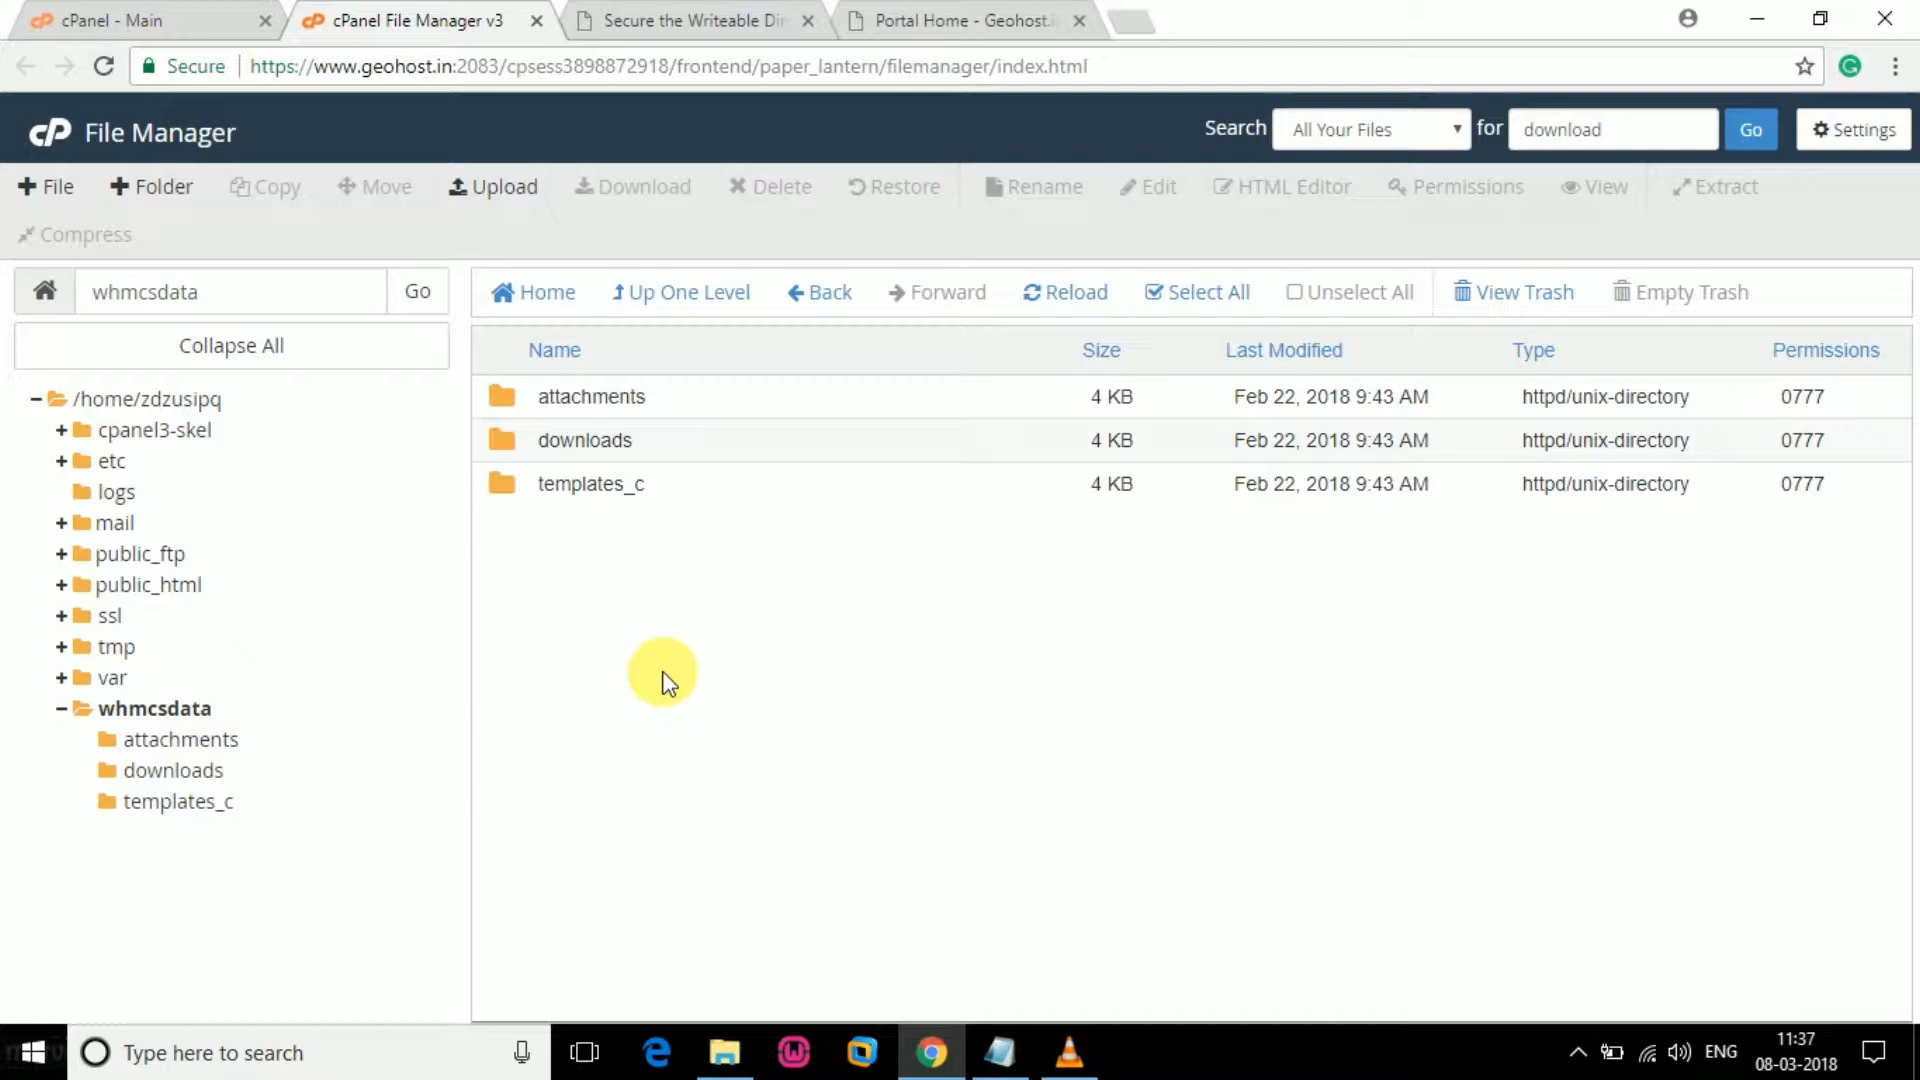 cPanel - Main
cPanel File Manager v3
Secure the Writeable Dir
Portal Home - Geohost.i
Secure https://www.geohost.in:2083/cpsess3898872918/frontend/paper_lantern/filemanager/index.html
cP File Manager
Search All Your Files for download Go Settings
File Folder Copy Move Upload Download Delete Restore Rename Edit HTML Editor Permissions View Extract
Compress
whmcsdata Go
Home Up One Level Back Forward Reload Select All Unselect All View Trash Empty Trash
Collapse All
/home/zdzusipq
cpanel3-skel
etc
logs
mail
public_ftp
public_html
ssl
tmp
var
whmcsdata
attachments
downloads
templates_c
Name Size Last Modified Type Permissions
attachments 4 KB Feb 22, 2018 9:43 AM httpd/unix-directory 0777
downloads 4 KB Feb 22, 2018 9:43 AM httpd/unix-directory 0777
templates_c 4 KB Feb 22, 2018 9:43 AM httpd/unix-directory 0777
Type here to search
ENG
11:37
08-03-2018